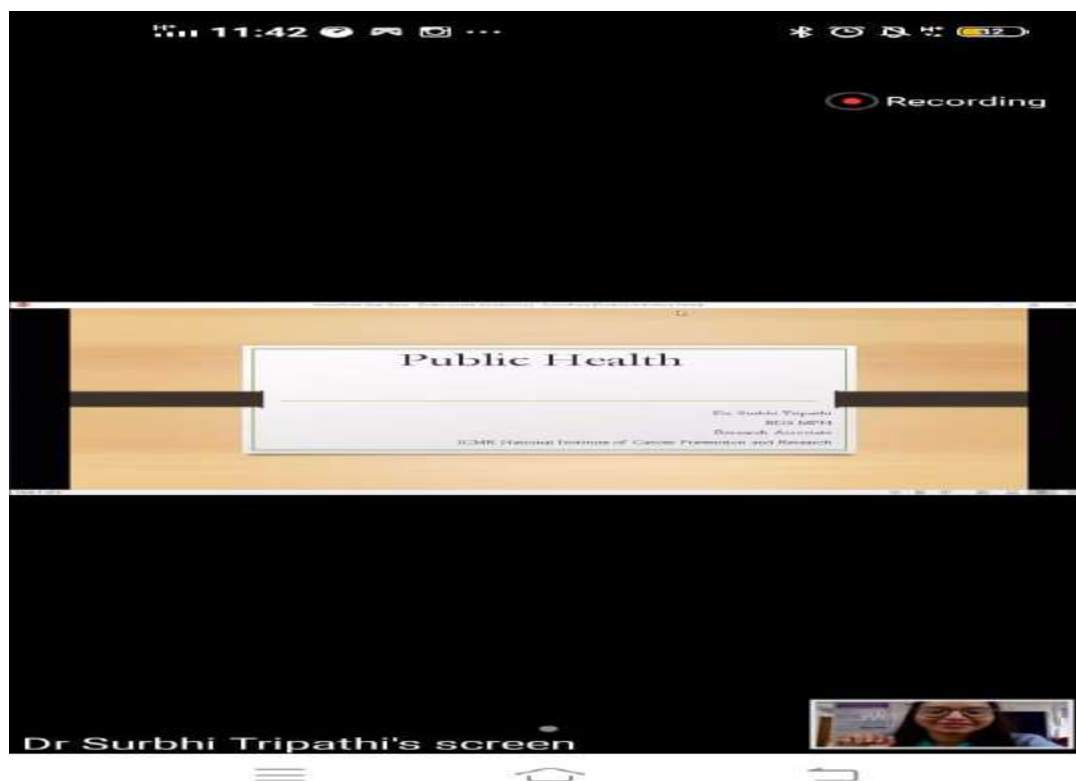 11:42 ...
12
Recording
Public Health
Dr. Surbhi Tripathi
BDS MPH
Research Associate
ICMR National Institute of Cancer Prevention and Research
Dr Surbhi Tripathi's screen